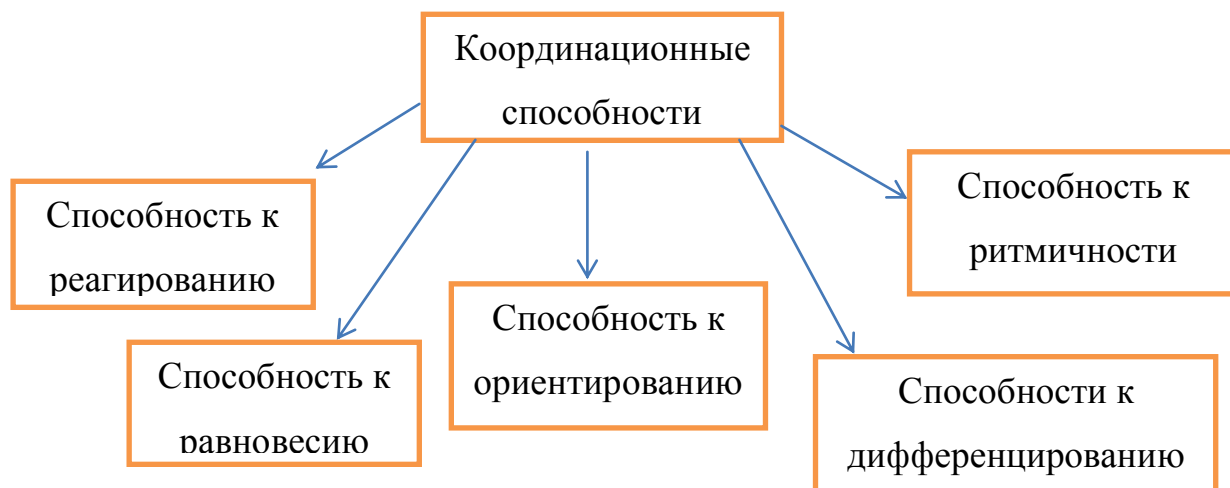 Координационные
способности
Способность к
реагированию
Способность к
равновесию
Способность к
ориентированию
Способности к
дифференцированию
Способность к
ритмичности